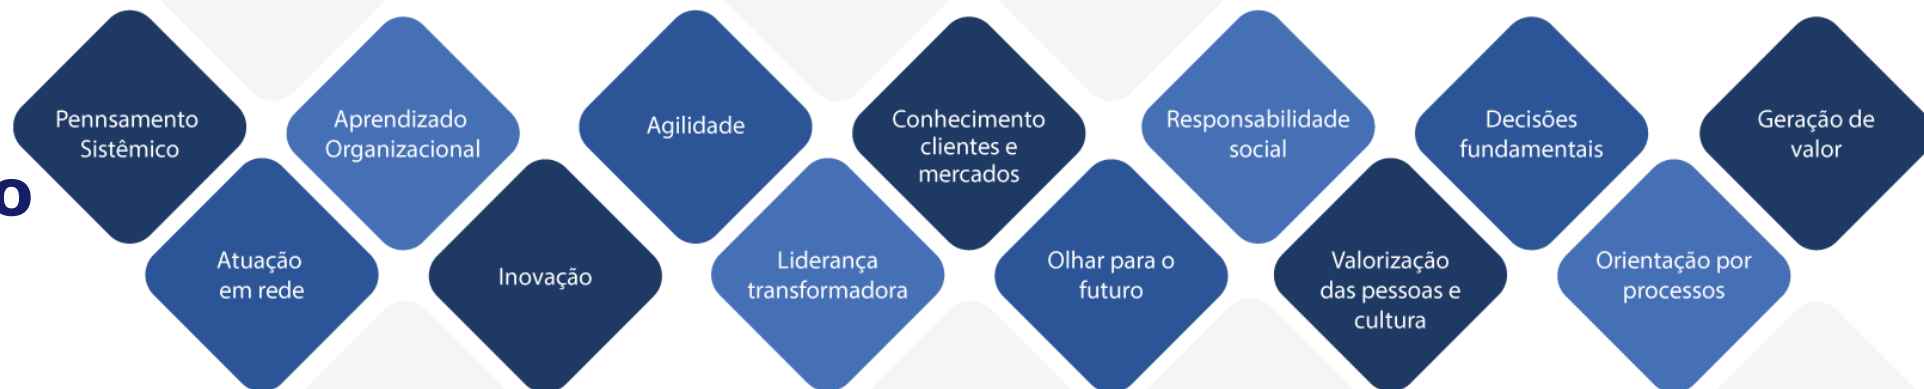 Pennsamento
Sistêmico
Atuação
em rede
Aprendizado
Organizacional
Inovação
Agilidade
Liderança
transformadora
Conhecimento
clientes e
mercados
Olhar para o
futuro
Responsabilidade
social
Valorização
das pessoas e
cultura
Decisões
fundamentais
Orientação por
processos
Geração de
valor
o